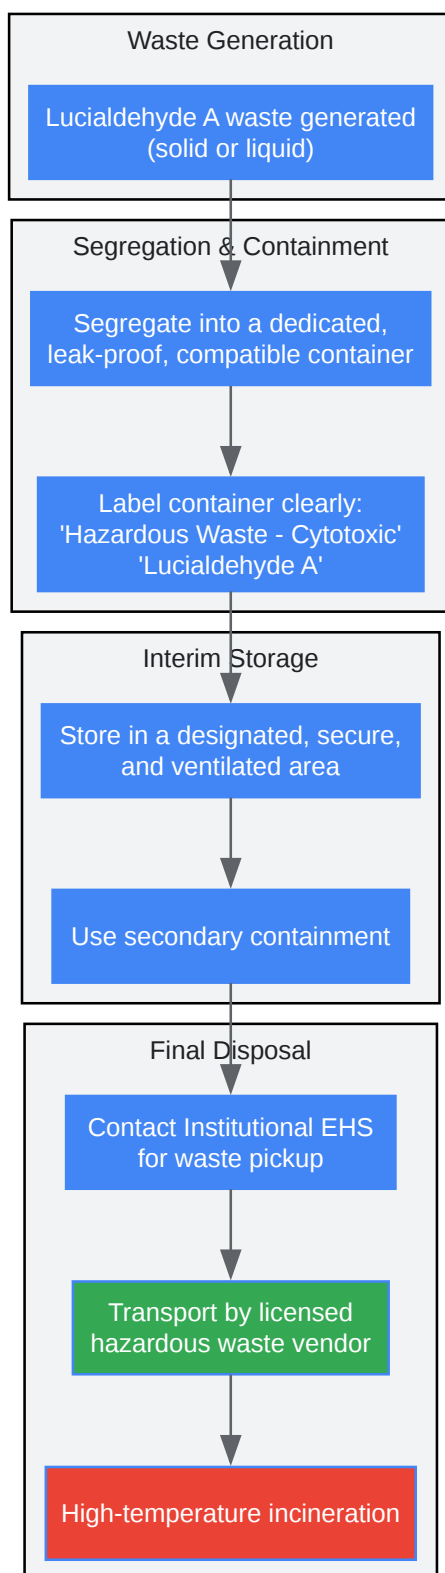 Waste Generation
Lucialdehyde A waste generated
(solid or liquid)
Segregation & Containment
Segregate into a dedicated,
leak-proof, compatible container
Label container clearly:
'Hazardous Waste - Cytotoxic'
'Lucialdehyde A'
Interim Storage
Store in a designated, secure,
and ventilated area
Use secondary containment
Final Disposal
Contact Institutional EHS
for waste pickup
Transport by licensed
hazardous waste vendor
High-temperature incineration